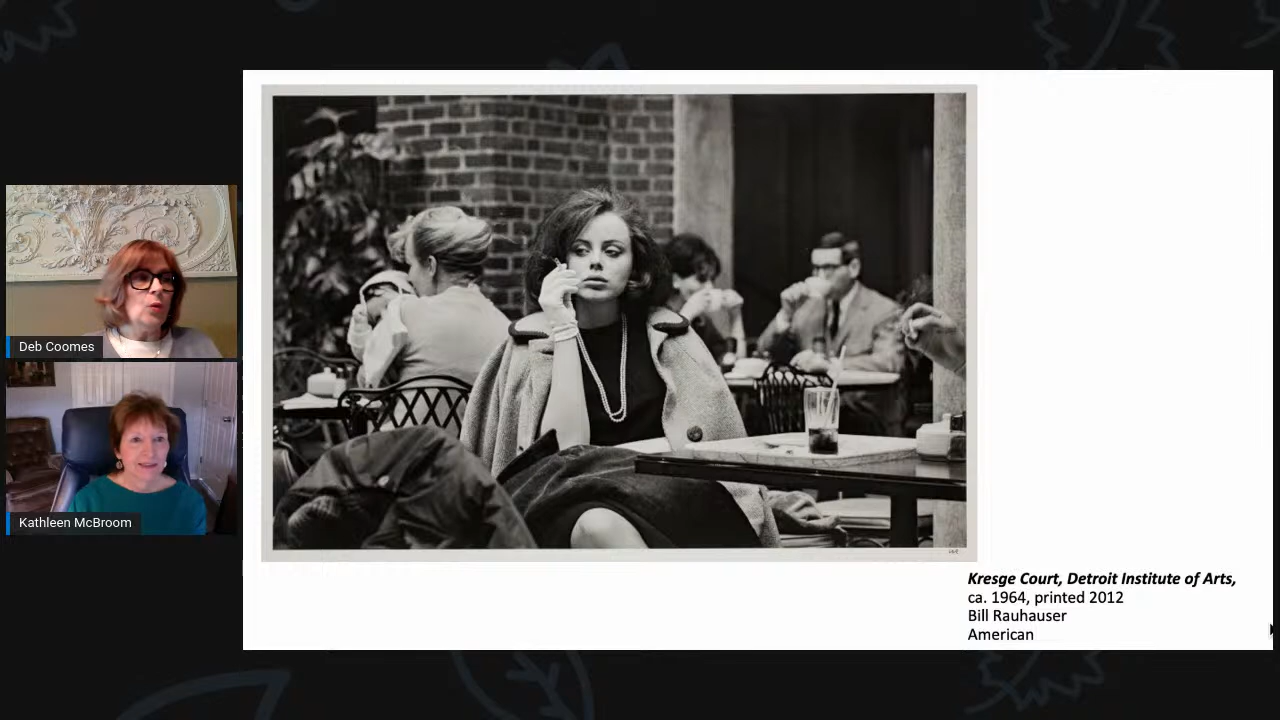 Deb Coomes
Kathleen McBroom
Kresge Court, Detroit Institute of Arts,
ca. 1964, printed 2012
Bill Rauhauser
American